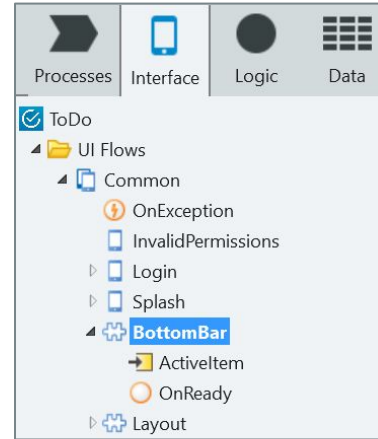 Processes Interface Logic Data
ToDo
UI Flows
Common
OnException
InvalidPermissions
Login
Splash
BottomBar
ActiveItem
OnReady
Layout